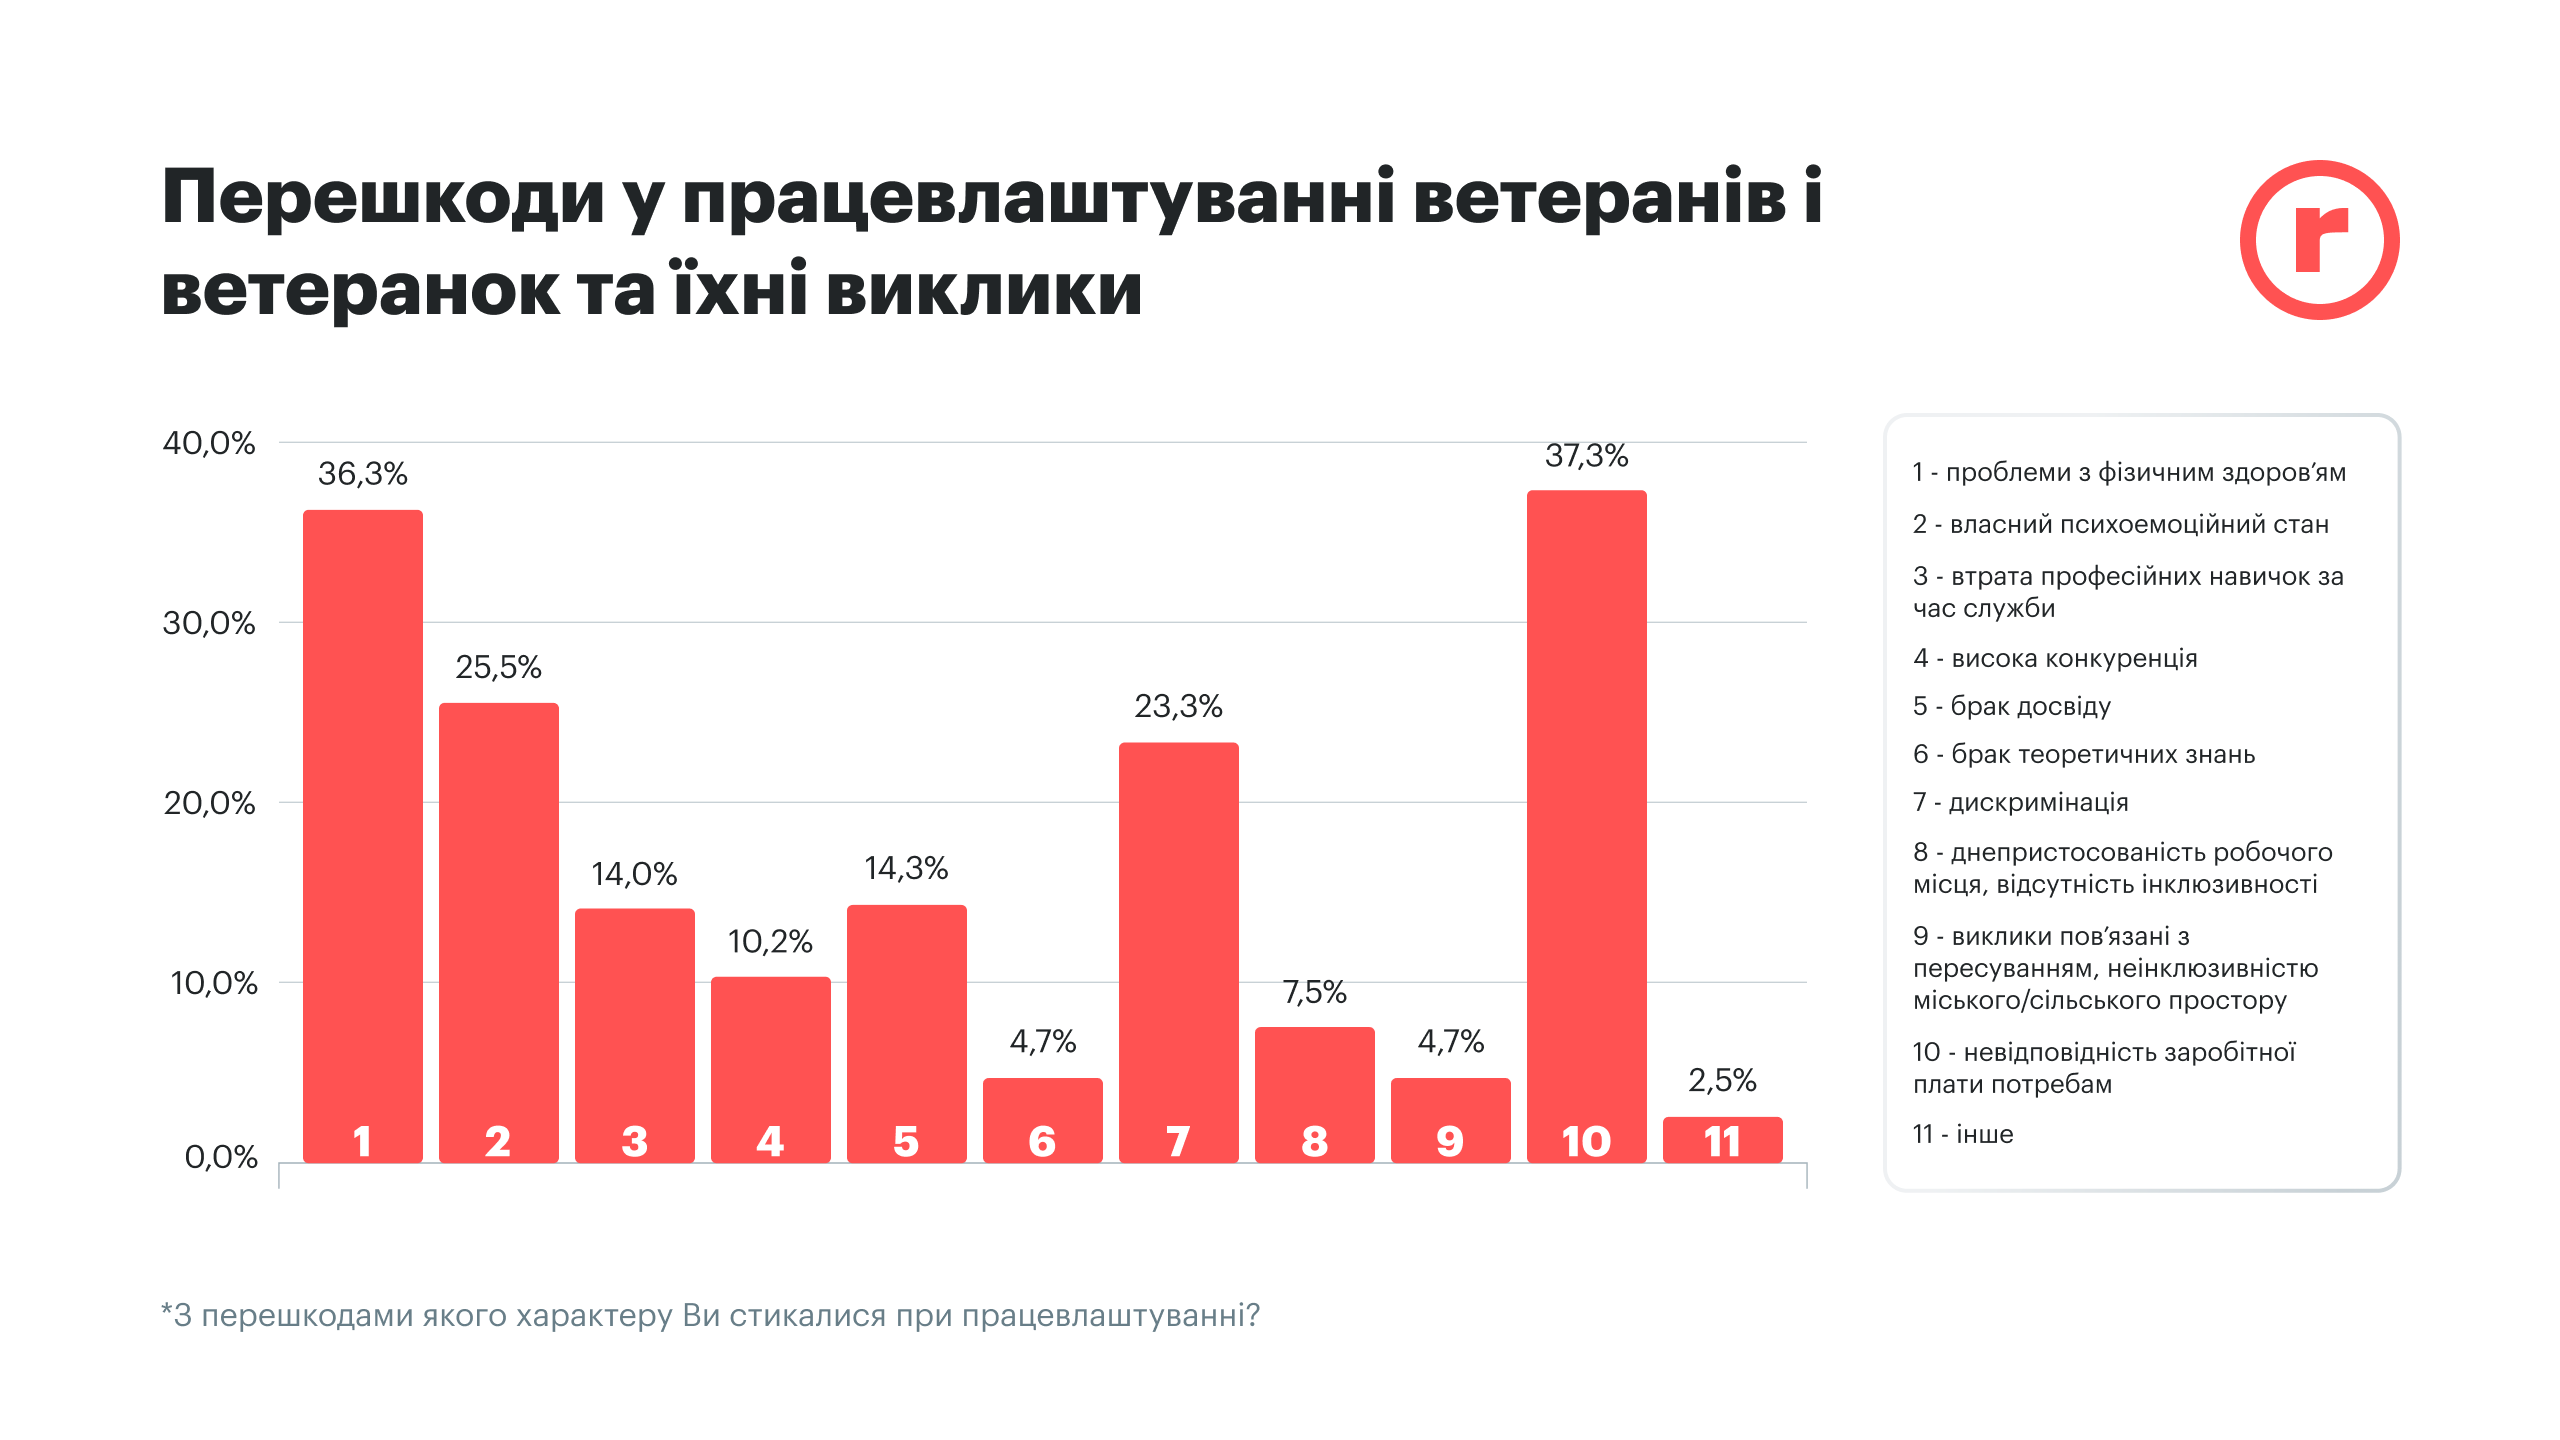 Перешкоди у працевлаштуванні ветеранів і
ветеранок та їхні виклики
r
40,0%
30,0%
20,0%
10,0%
0,0%
36,3%
25,5%
14,0%
10,2%
14,3%
4,7%
23,3%
7,5%
4,7%
37,3%
2,5%
1
2
3
4
5
6
7
8
9
10
11
1 - проблеми з фізичним здоров’ям
2 - власний психоемоційний стан
3 - втрата професійних навичок за
час служби
4 - висока конкуренція
5 - брак досвіду
6 - брак теоретичних знань
7 - дискримінація
8 - днепристосованість робочого
місця, відсутність інклюзивності
9 - виклики пов’язані з
пересуванням, неінклюзивністю
міського/сільського простору
10 - невідповідність заробітної
плати потребам
11 - інше
*З перешкодами якого характеру Ви стикалися при працевлаштуванні?